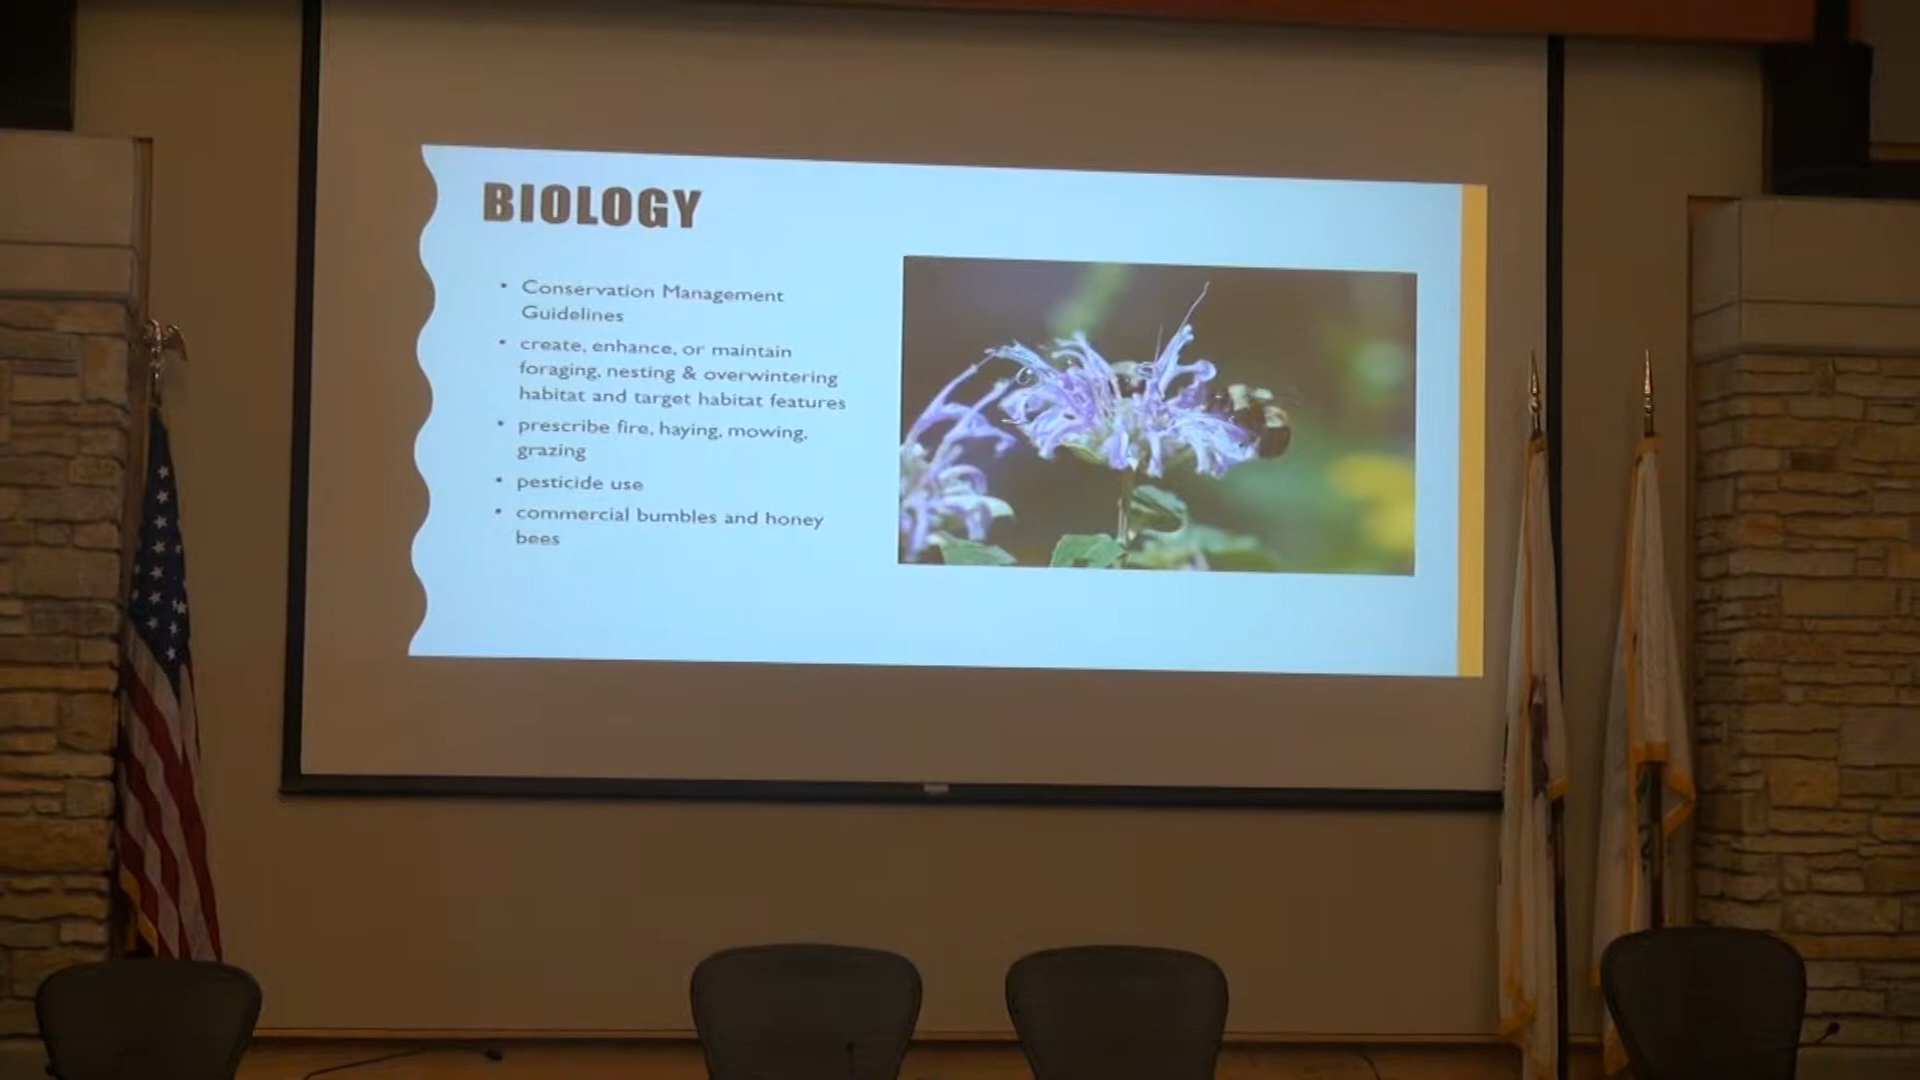 BIOLOGY
• Conservation Management
Guidelines
• create, enhance, or maintain
foraging, nesting & overwintering
habitat and target habitat features
• prescribe fire, haying, mowing,
grazing
• pesticide use
• commercial bumbles and honey
bees